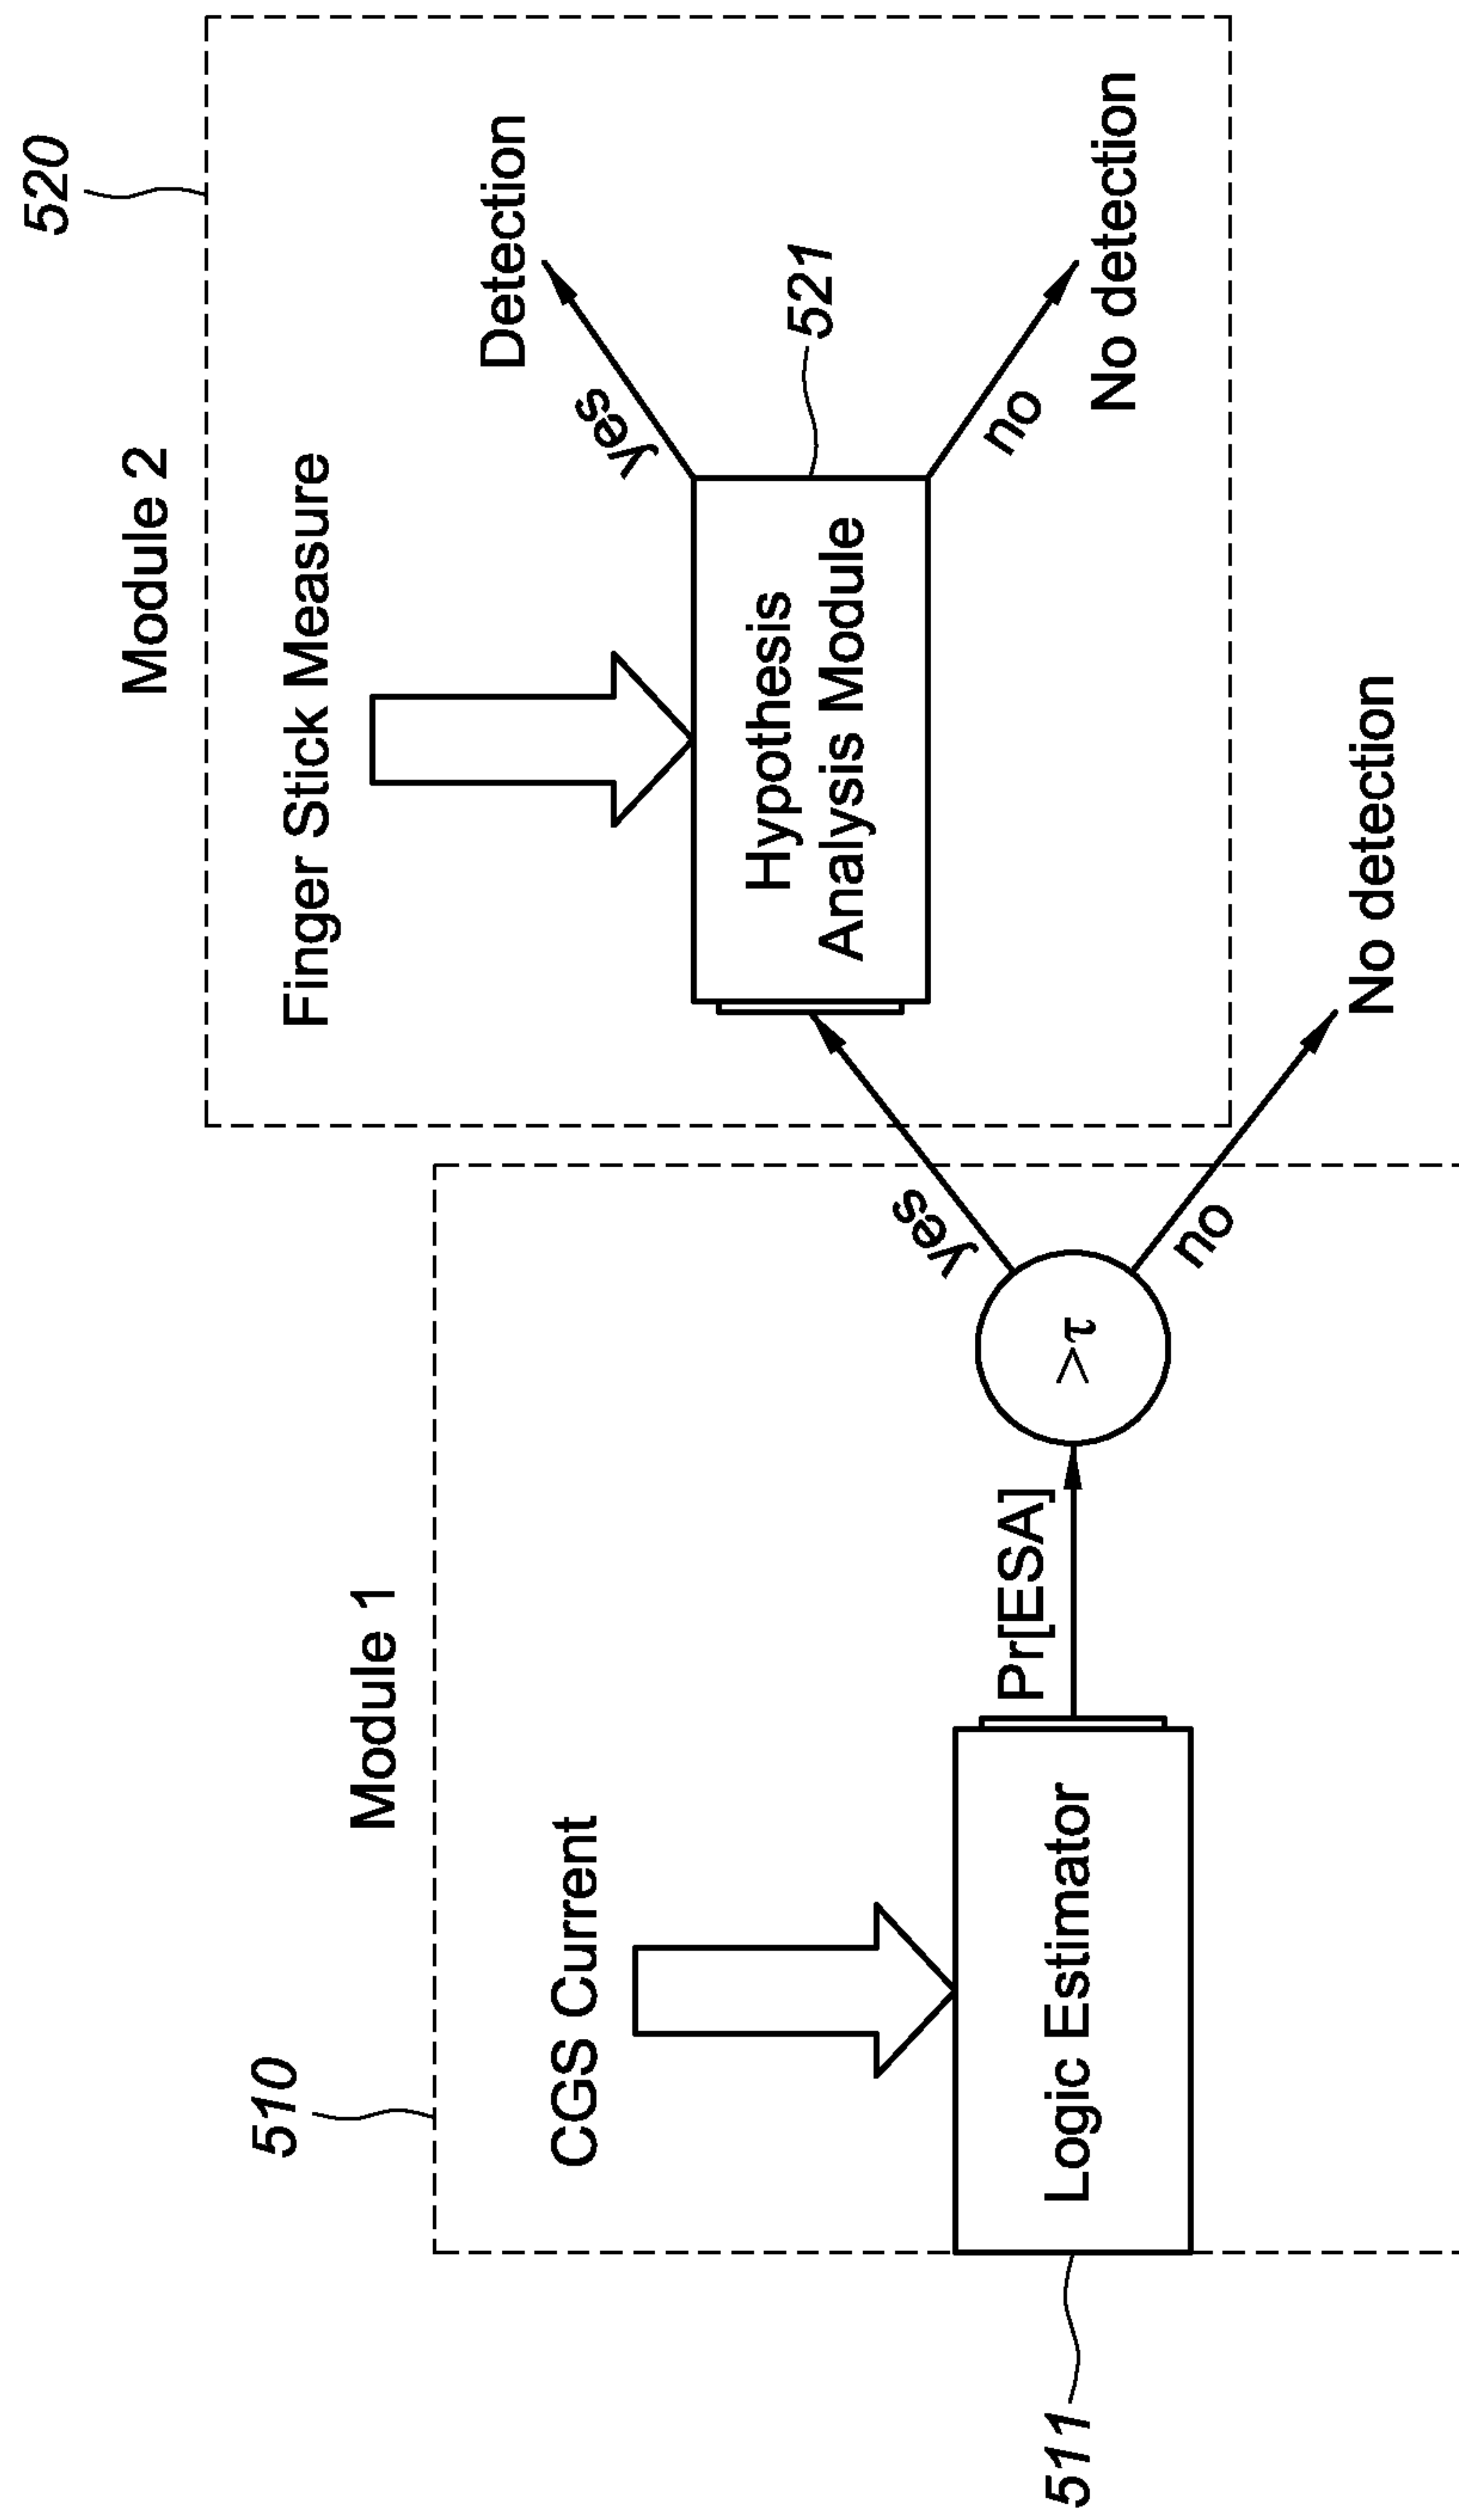 520
Module 2
Finger Stick Measure
Detection
yes
521
Hypothesis
Analysis Module
no
No detection
510
Module 1
CGS Current
yes
Pr[ESA]
>τ
no
No detection
Logic Estimator
511